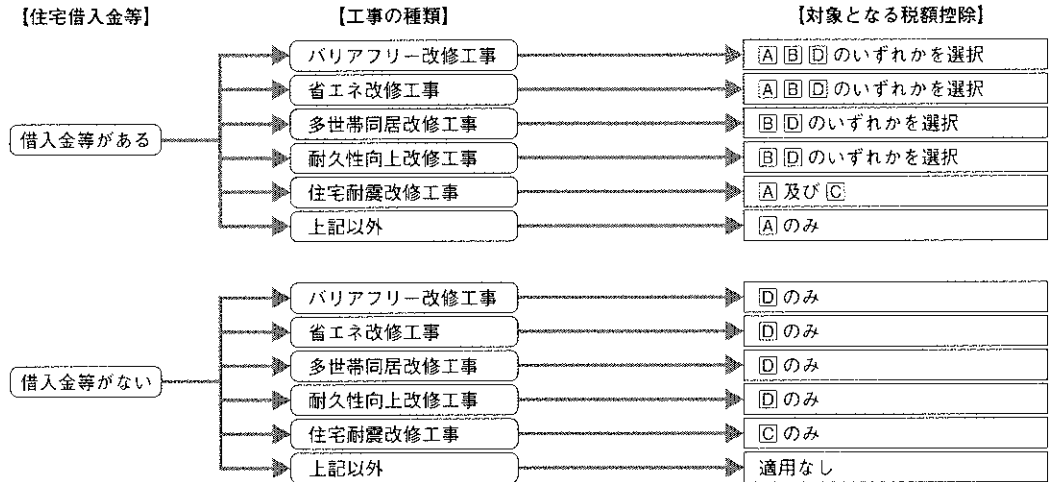 【住宅借入金等】 【工事の種類】 【対象となる税額控除】
バリアフリー改修工事 A B D のいずれかを選択
省エネ改修工事 A B D のいずれかを選択
多世帯同居改修工事 B D のいずれかを選択
借入金等がある
耐久性向上改修工事 B D のいずれかを選択
住宅耐震改修工事 A 及び C
上記以外 A のみ
バリアフリー改修工事 D のみ
省エネ改修工事 D のみ
多世帯同居改修工事 D のみ
借入金等がない
耐久性向上改修工事 D のみ
住宅耐震改修工事 C のみ
上記以外 適用なし